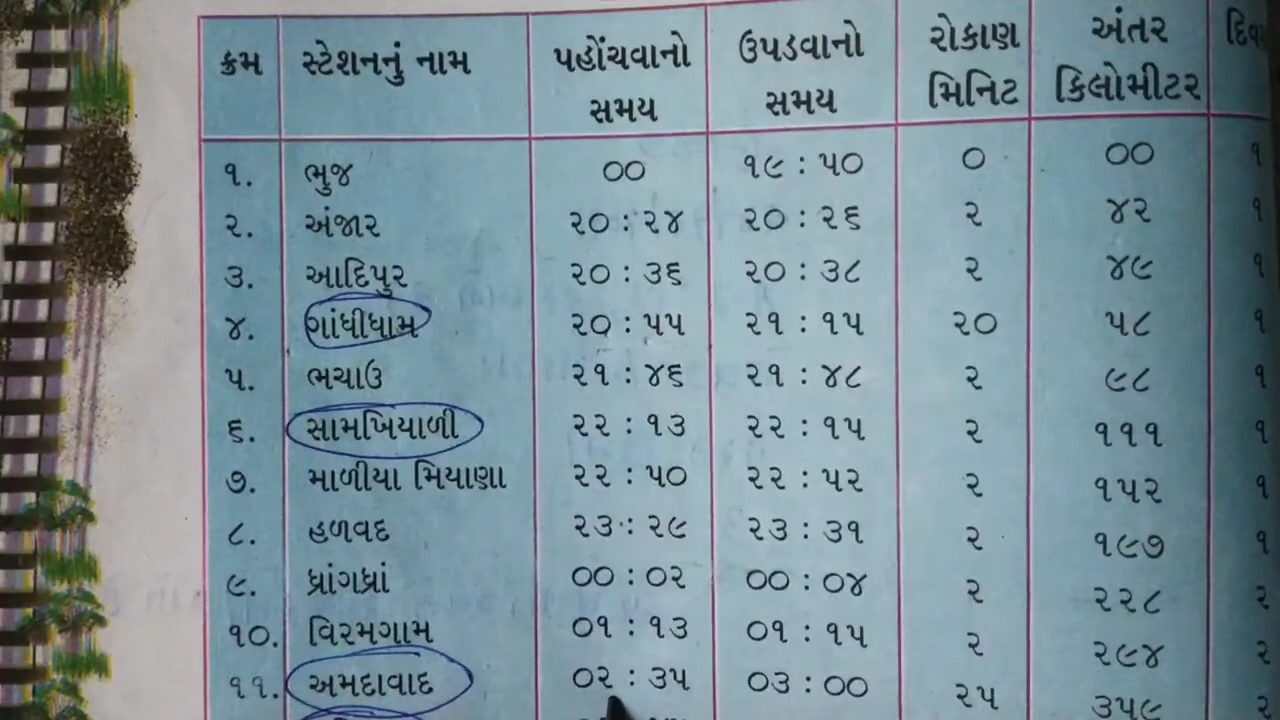 ક્રમ સ્ટેશનનું નામ પહોંચવાનો સમય ઉપડવાનો સમય રોકાણ મિનિટ અંતર કિલોમીટર
૧. ભુજ ૦૦ ૧૯ : ૫૦ ૦ ૦૦ ૧
૨. અંજાર ૨૦ : ૨૪ ૨૦ : ૨૬ ૨ ૪૨ ૧
૩. આદિપુર ૨૦ : ૩૬ ૨૦ : ૩૮ ૨ ૪૯ ૧
૪. ગાંધીધામ ૨૦ : ૫૫ ૨૧ : ૧૫ ૨૦ ૫૮ ૧
૫. ભચાઉ ૨૧ : ૪૬ ૨૧ : ૪૮ ૨ ૯૮ ૧
૬. સામખિયાળી ૨૨ : ૧૩ ૨૨ : ૧૫ ૨ ૧૧૧ ૧
૭. માળીયા મિયાણા ૨૨ : ૫૦ ૨૨ : ૫૨ ૨ ૧૫૨ ૧
૮. હળવદ ૨૩ : ૨૯ ૨૩ : ૩૧ ૨ ૧૯૭ ૧
૯. ધ્રાંગધ્રાં ૦૦ : ૦૨ ૦૦ : ૦૪ ૨ ૨૨૮ ૨
૧૦. વિરમગામ ૦૧ : ૧૩ ૦૧ : ૧૫ ૨ ૨૯૪ ૨
૧૧. અમદાવાદ ૦૨ : ૩૫ ૦૩ : ૦૦ ૨૫ ૩૫૯ ૨